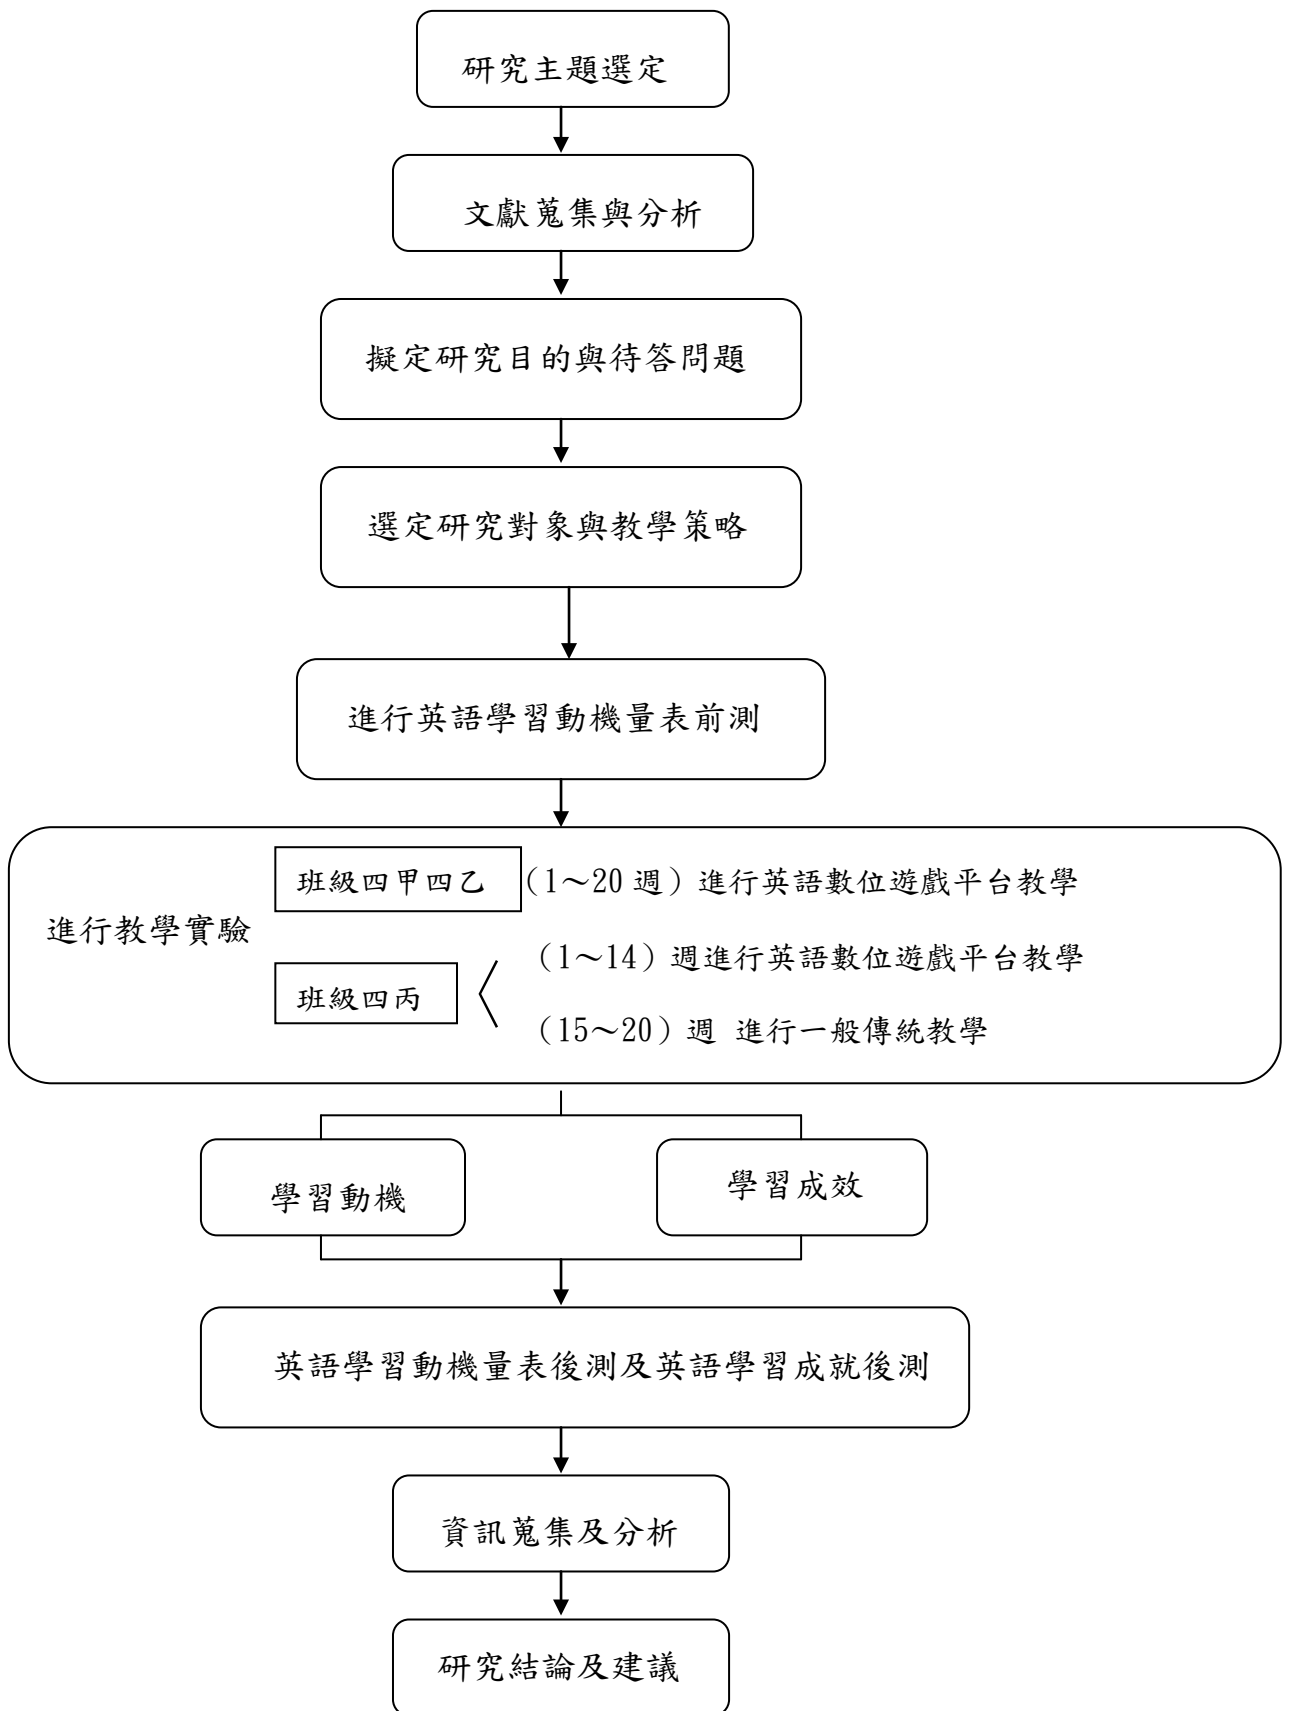 研究主題選定
文獻蒐集與分析
擬定研究目的與待答問題
選定研究對象與教學策略
進行英語學習動機量表前測
進行教學實驗
班級四甲四乙
（1～20 週）進行英語數位遊戲平台教學
班級四丙
（1～14）週進行英語數位遊戲平台教學
（15～20）週 進行一般傳統教學
學習動機
學習成效
英語學習動機量表後測及英語學習成就後測
資訊蒐集及分析
研究結論及建議